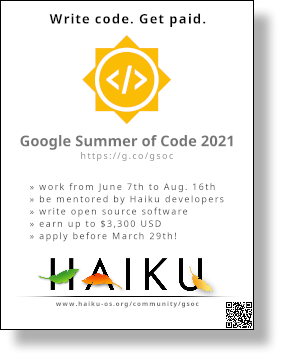 Write code. Get paid.
</>
Google Summer of Code 2021
https://g.co/gsoc
» work from June 7th to Aug. 16th
» be mentored by Haiku developers
» write open source software
» earn up to $3,300 USD
» apply before March 29th!
HAIKU
www.haiku-os.org/community/gsoc